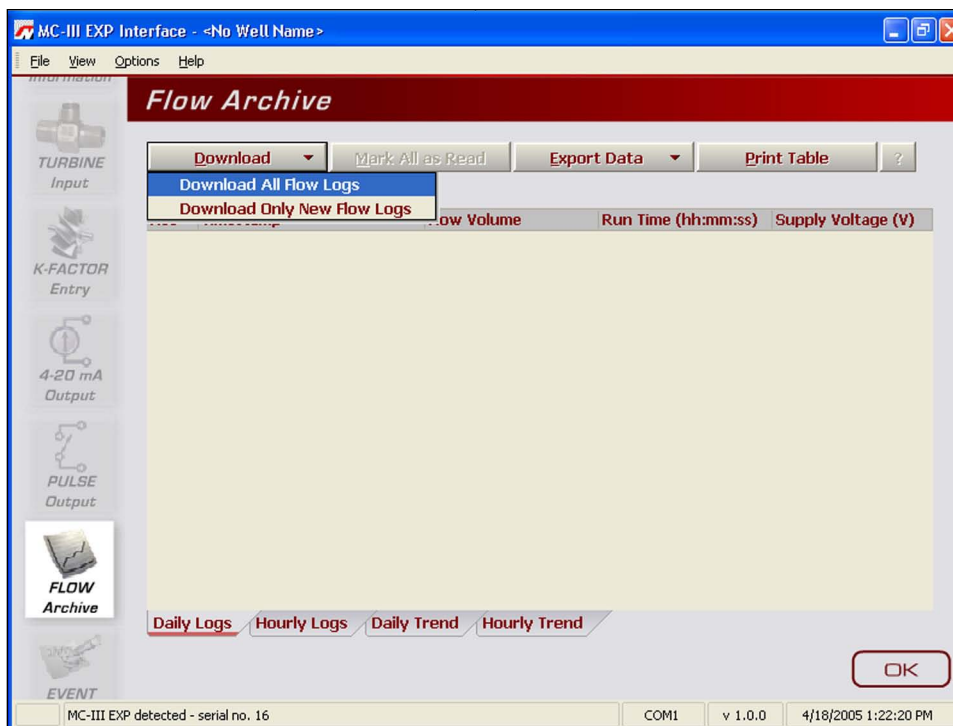 MC-III EXP Interface - <No Well Name>
File View Options Help
Information
Flow Archive
TURBINE
Input
K-FACTOR
Entry
4-20 mA
Output
PULSE
Output
FLOW
Archive
EVENT
Download Mark All as Read Export Data Print Table ?
Download All Flow Logs
Download Only New Flow Logs
Flow Volume Run Time (hh:mm:ss) Supply Voltage (V)
Daily Logs Hourly Logs Daily Trend Hourly Trend
OK
MC-III EXP detected - serial no. 16 COM1 v 1.0.0 4/18/2005 1:22:20 PM